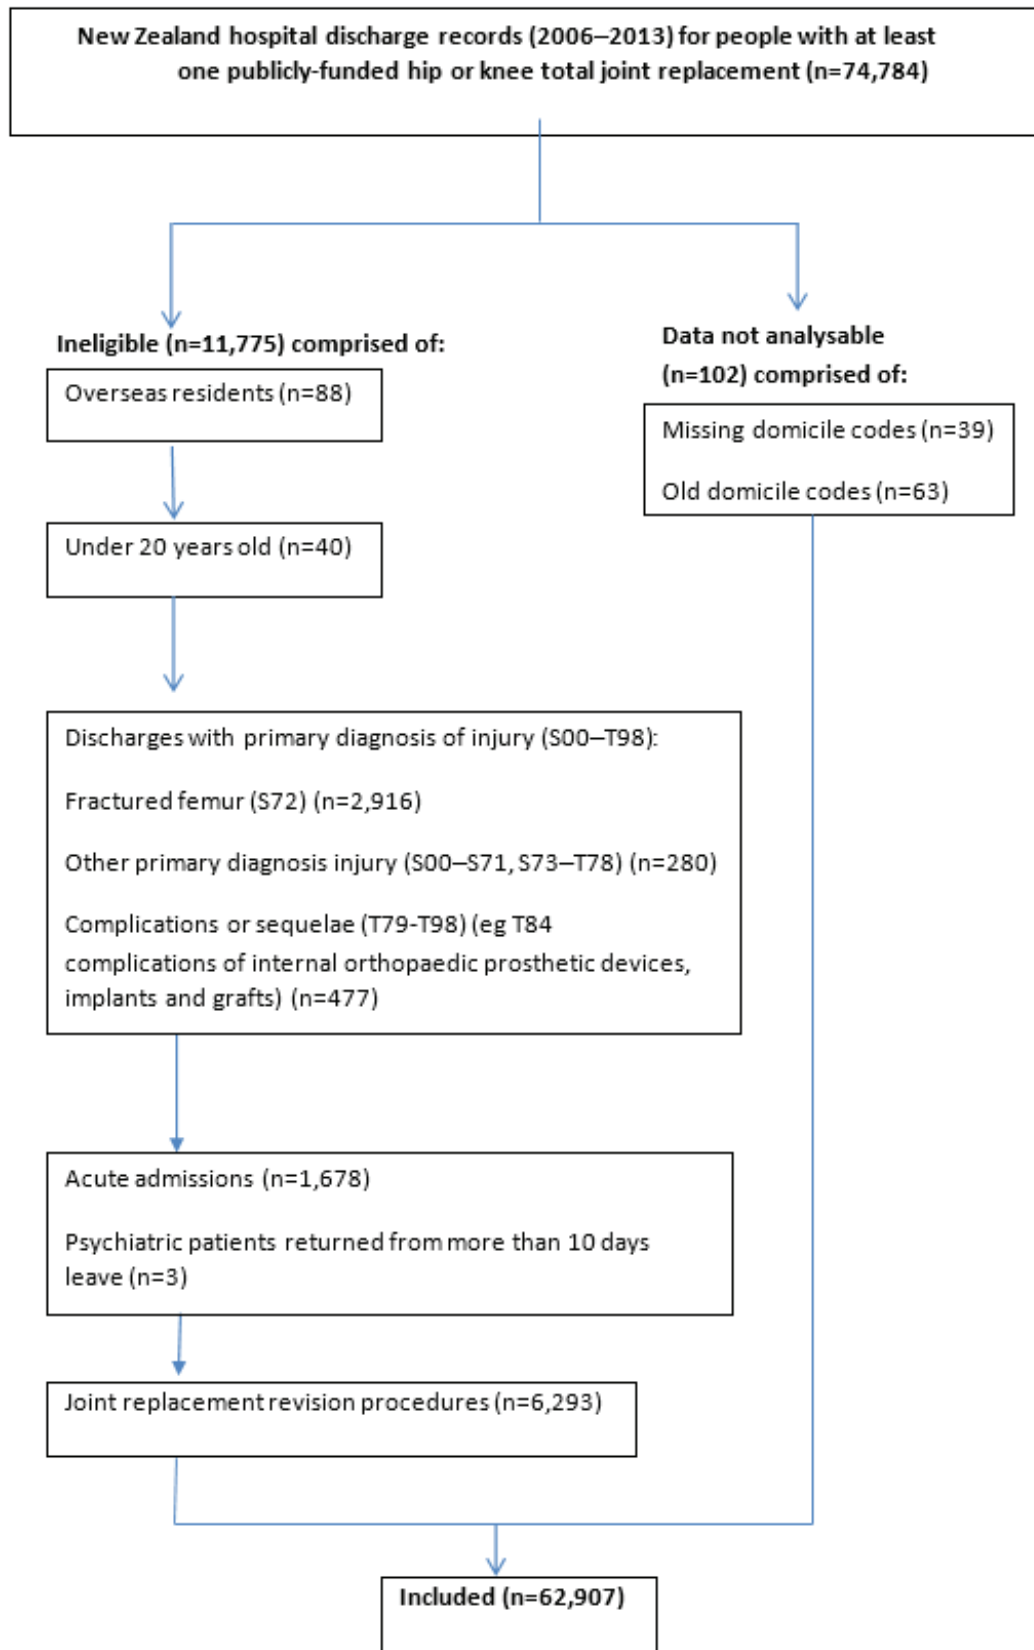 New Zealand hospital discharge records (2006–2013) for people with at least
one publicly-funded hip or knee total joint replacement (n=74,784)
Ineligible (n=11,775) comprised of:
Overseas residents (n=88)
Under 20 years old (n=40)
Discharges with primary diagnosis of injury (S00–T98):
Fractured femur (S72) (n=2,916)
Other primary diagnosis injury (S00–S71, S73–T78) (n=280)
Complications or sequelae (T79-T98) (eg T84
complications of internal orthopaedic prosthetic devices,
implants and grafts) (n=477)
Acute admissions (n=1,678)
Psychiatric patients returned from more than 10 days
leave (n=3)
Joint replacement revision procedures (n=6,293)
Data not analysable
(n=102) comprised of:
Missing domicile codes (n=39)
Old domicile codes (n=63)
Included (n=62,907)